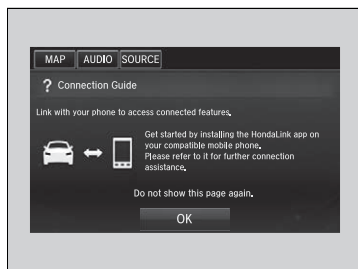 MAP AUDIO SOURCE
? Connection Guide
Link with your phone to access connected features.
Get started by installing the HondaLink app on
your compatible mobile phone.
Please refer to it for further connection
assistance.
Do not show this page again.
OK